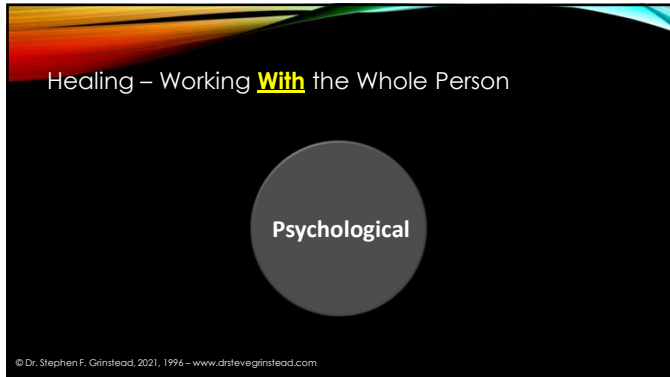 Healing – Working With the Whole Person
Psychological
© Dr. Stephen F. Grinstead, 2021, 1996 – www.drstevegrinstead.com